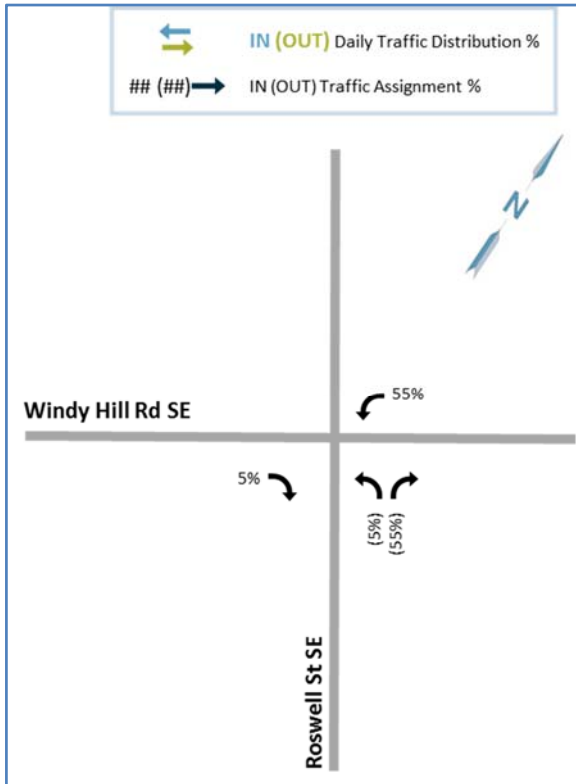 IN (OUT) Daily Traffic Distribution %
## (##) IN (OUT) Traffic Assignment %
N
55%
Windy Hill Rd SE
5%
(5%)
(55%)
Roswell St SE